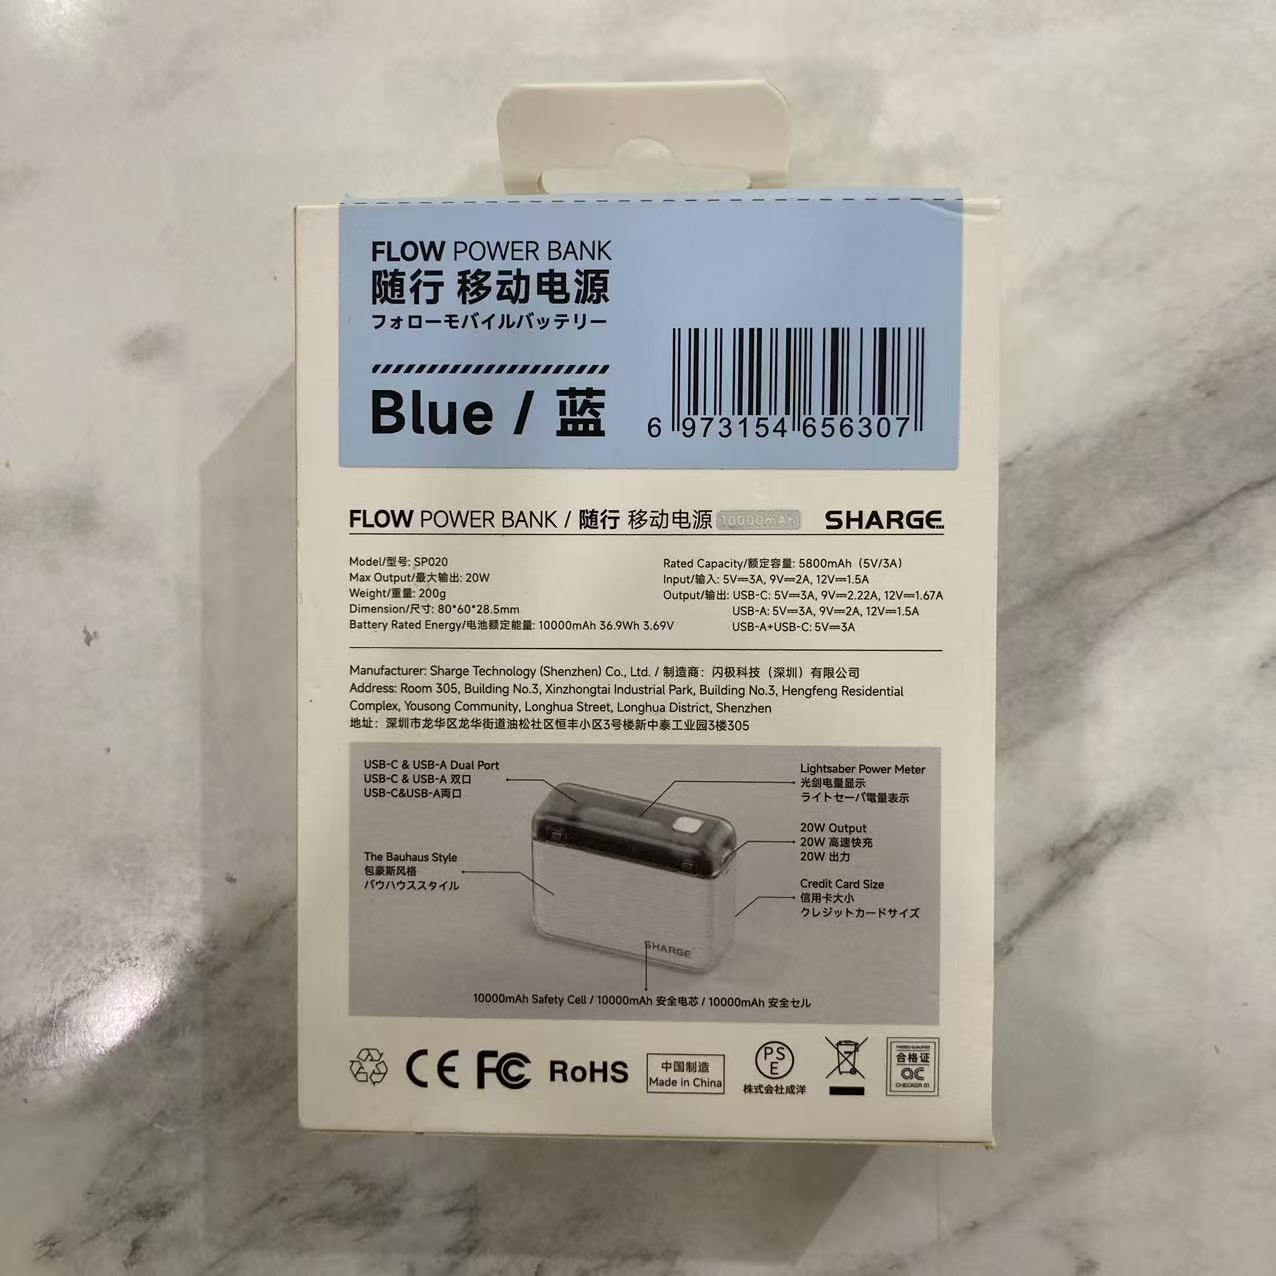 FLOW POWER BANK
随行 移动电源
フォローモバイルバッテリー
Blue / 蓝
6 973154 656307
FLOW POWER BANK / 随行 移动电源 10000mAh SHARGE
Model/型号: SP020
Max Output/最大输出: 20W
Weight/重量: 200g
Dimension/尺寸: 80*60*28.5mm
Battery Rated Energy/电池额定能量: 10000mAh 36.9Wh 3.69V
Rated Capacity/额定容量: 5800mAh (5V/3A)
Input/输入: 5V⎓3A, 9V⎓2A, 12V⎓1.5A
Output/输出: USB-C: 5V⎓3A, 9V⎓2.22A, 12V⎓1.67A
USB-A: 5V⎓3A, 9V⎓2A, 12V⎓1.5A
USB-A+USB-C: 5V⎓3A
Manufacturer: Sharge Technology (Shenzhen) Co., Ltd. / 制造商：闪极科技（深圳）有限公司
Address: Room 305, Building No.3, Xinzhongtai Industrial Park, Building No.3, Hengfeng Residential
Complex, Yousong Community, Longhua Street, Longhua District, Shenzhen
地址：深圳市龙华区龙华街道油松社区恒丰小区3号楼新中泰工业园3楼305
USB-C & USB-A Dual Port
USB-C & USB-A 双口
USB-C&USB-A両口
Lightsaber Power Meter
光剑电量显示
ライトセーバ電量表示
20W Output
20W 高速快充
20W 出力
The Bauhaus Style
包豪斯风格
バウハウススタイル
Credit Card Size
信用卡大小
クレジットカードサイズ
SHARGE
10000mAh Safety Cell / 10000mAh 安全电芯 / 10000mAh 安全セル
CE FC RoHS
中国制造
Made in China
PS
E
株式会社成洋
PASSED QUALIFIED
合格证
QC
CHECKER 01